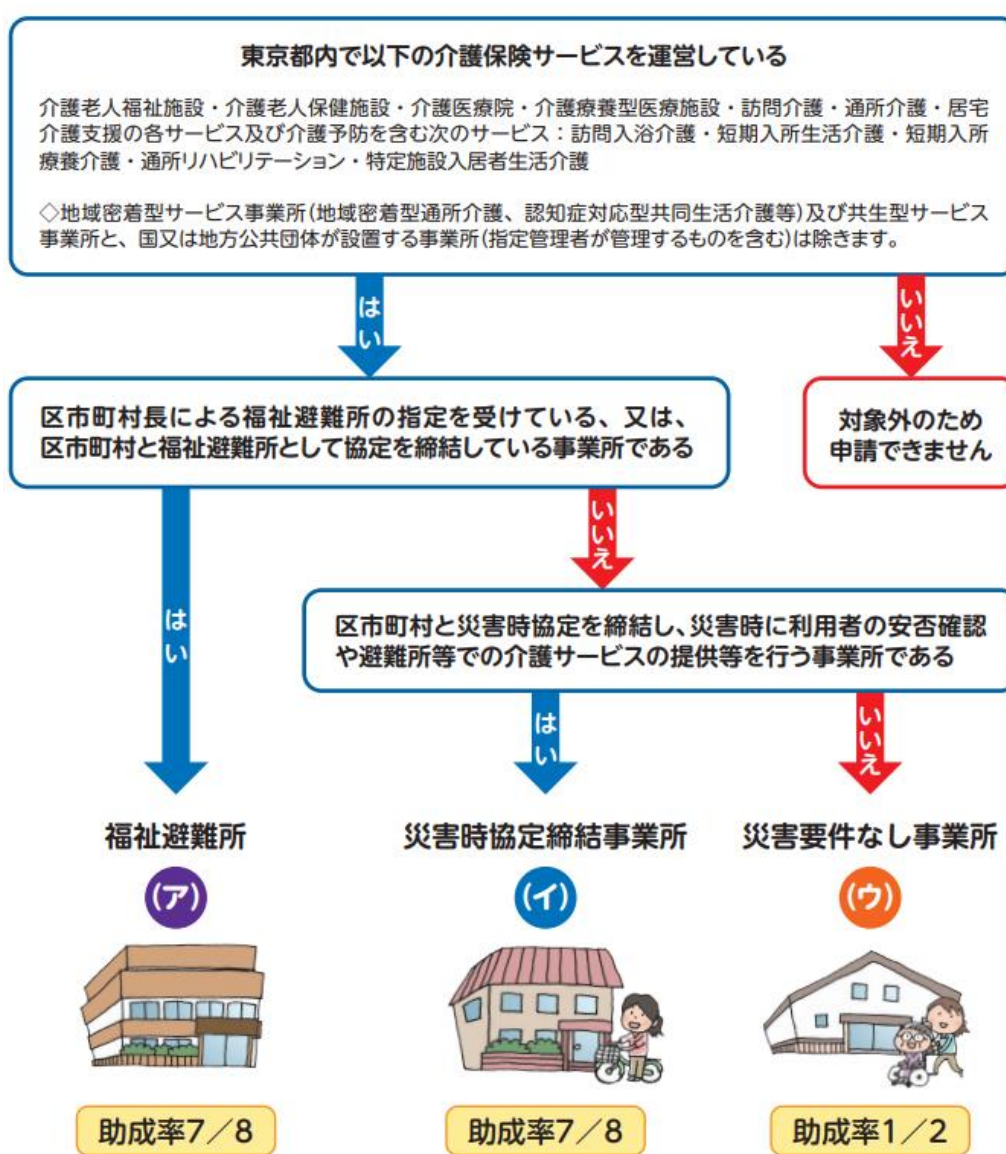 東京都内で以下の介護保険サービスを運営している
介護老人福祉施設・介護老人保健施設・介護医療院・介護療養型医療施設・訪問介護・通所介護・居宅
介護支援の各サービス及び介護予防を含む次のサービス：訪問入浴介護・短期入所生活介護・短期入所
療養介護・通所リハビリテーション・特定施設入居者生活介護
◇地域密着型サービス事業所(地域密着型通所介護、認知症対応型共同生活介護等)及び共生型サービス
事業所と、国又は地方公共団体が設置する事業所(指定管理者が管理するものを含む)は除きます。
はい
いいえ
区市町村長による福祉避難所の指定を受けている、又は、
区市町村と福祉避難所として協定を締結している事業所である
対象外のため
申請できません
はい
いいえ
区市町村と災害時協定を締結し、災害時に利用者の安否確認
や避難所等での介護サービスの提供等を行う事業所である
はい
いいえ
福祉避難所
災害時協定締結事業所
災害要件なし事業所
(ア)
(イ)
(ウ)
助成率7／8
助成率7／8
助成率1／2